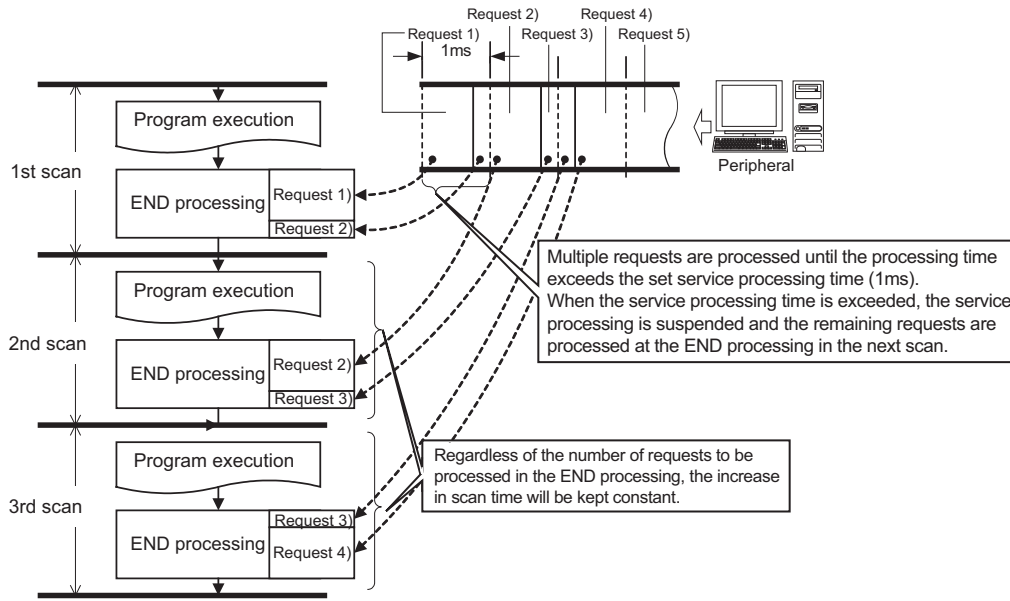 Request 2)
Request 4)
Request 1)
Request 3)
Request 5)
1ms
Peripheral
1st scan
Program execution
END processing
Request 1)
Request 2)
Multiple requests are processed until the processing time
exceeds the set service processing time (1ms).
When the service processing time is exceeded, the service
processing is suspended and the remaining requests are
processed at the END processing in the next scan.
2nd scan
Program execution
END processing
Request 2)
Request 3)
Regardless of the number of requests to be
processed in the END processing, the increase
in scan time will be kept constant.
3rd scan
Program execution
END processing
Request 3)
Request 4)